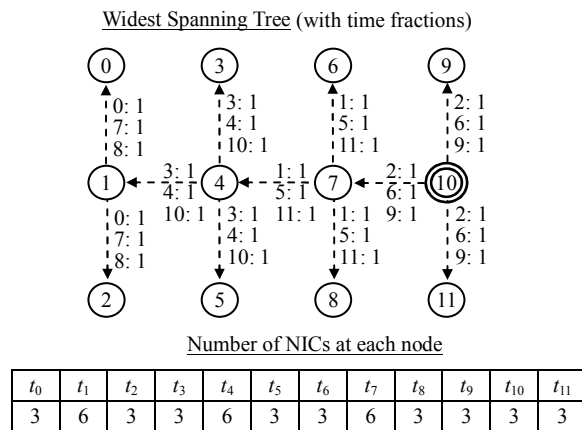 Widest Spanning Tree (with time fractions)
0 3 6 9
0: 1 3: 1 1: 1 2: 1
7: 1 4: 1 5: 1 6: 1
8: 1 10: 1 11: 1 9: 1
1 3: 1 4 1: 1 7 2: 1 10
4: 1 5: 1 6: 1
10: 1 11: 1 9: 1
0: 1 3: 1 1: 1 2: 1
7: 1 4: 1 5: 1 6: 1
8: 1 10: 1 11: 1 9: 1
2 5 8 11
Number of NICs at each node
t0 t1 t2 t3 t4 t5 t6 t7 t8 t9 t10 t11
3 6 3 3 6 3 3 6 3 3 3 3